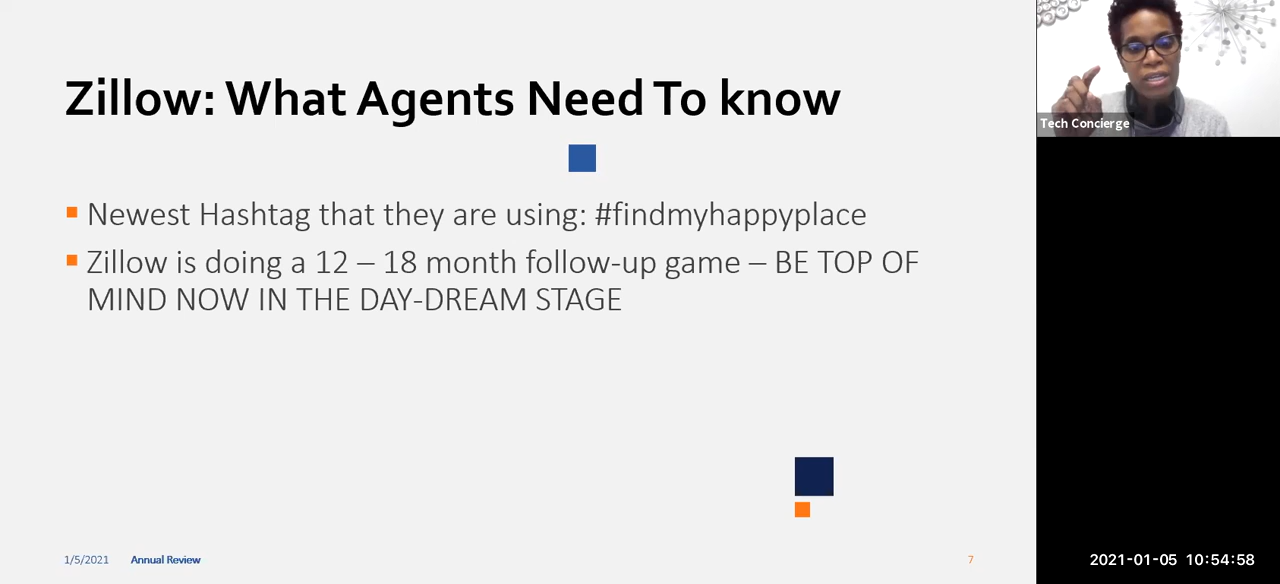 Zillow: What Agents Need To know
Newest Hashtag that they are using: #findmyhappyplace
Zillow is doing a 12 – 18 month follow-up game – BE TOP OF
MIND NOW IN THE DAY-DREAM STAGE
1/5/2021 Annual Review 7
Tech Concierge
2021-01-05 10:54:58